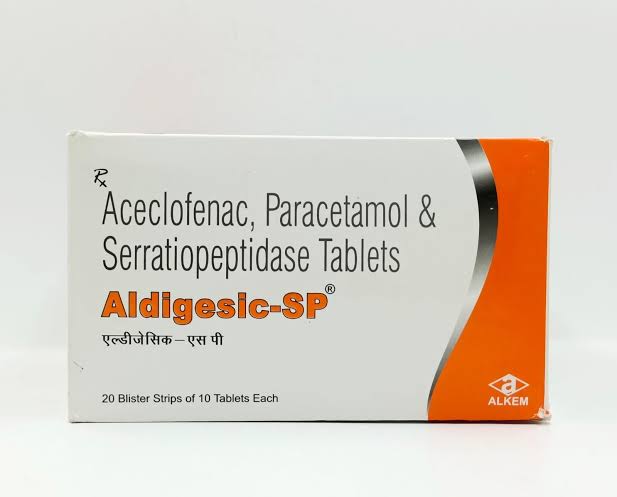 Rx
Aceclofenac, Paracetamol &
Serratiopeptidase Tablets
Aldigesic-SP®
एल्डीजेसिक – एस पी
20 Blister Strips of 10 Tablets Each
a
ALKEM